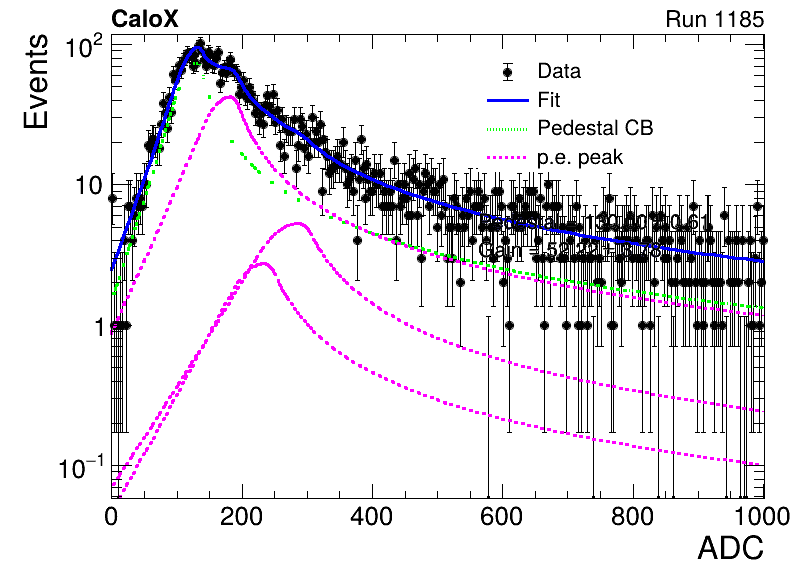 CaloX Run 1185
Events
Data
Fit
Pedestal CB
p.e. peak
10²
10
1
10⁻¹
0 200 400 600 800 1000
ADC